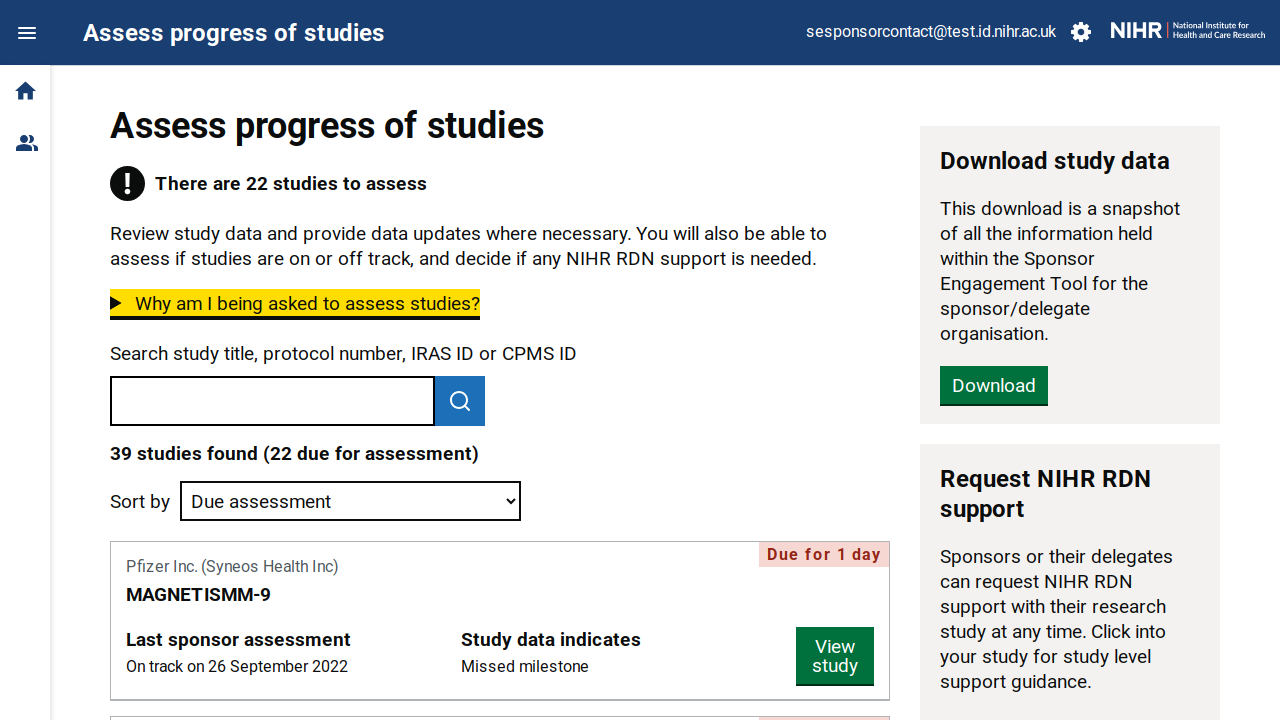 Assess progress of studies
sesponsorcontact@test.id.nihr.ac.uk
NIHR | National Institute for
Health and Care Research
Assess progress of studies
There are 22 studies to assess
Review study data and provide data updates where necessary. You will also be able to
assess if studies are on or off track, and decide if any NIHR RDN support is needed.
Why am I being asked to assess studies?
Search study title, protocol number, IRAS ID or CPMS ID
39 studies found (22 due for assessment)
Sort by
Due assessment
Due for 1 day
Pfizer Inc. (Syneos Health Inc)
MAGNETISMM-9
Last sponsor assessment
On track on 26 September 2022
Study data indicates
Missed milestone
View
study
Download study data
This download is a snapshot
of all the information held
within the Sponsor
Engagement Tool for the
sponsor/delegate
organisation.
Download
Request NIHR RDN
support
Sponsors or their delegates
can request NIHR RDN
support with their research
study at any time. Click into
your study for study level
support guidance.